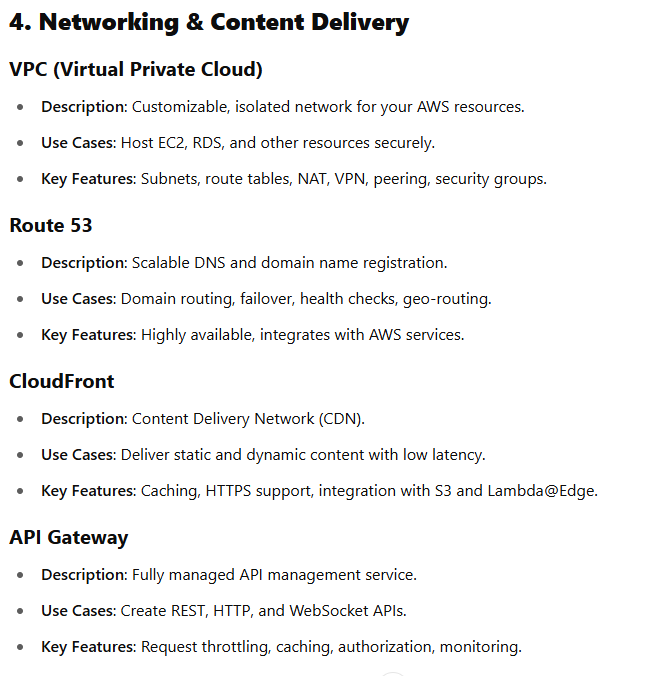 4. Networking & Content Delivery
VPC (Virtual Private Cloud)
• Description: Customizable, isolated network for your AWS resources.
• Use Cases: Host EC2, RDS, and other resources securely.
• Key Features: Subnets, route tables, NAT, VPN, peering, security groups.
Route 53
• Description: Scalable DNS and domain name registration.
• Use Cases: Domain routing, failover, health checks, geo-routing.
• Key Features: Highly available, integrates with AWS services.
CloudFront
• Description: Content Delivery Network (CDN).
• Use Cases: Deliver static and dynamic content with low latency.
• Key Features: Caching, HTTPS support, integration with S3 and Lambda@Edge.
API Gateway
• Description: Fully managed API management service.
• Use Cases: Create REST, HTTP, and WebSocket APIs.
• Key Features: Request throttling, caching, authorization, monitoring.